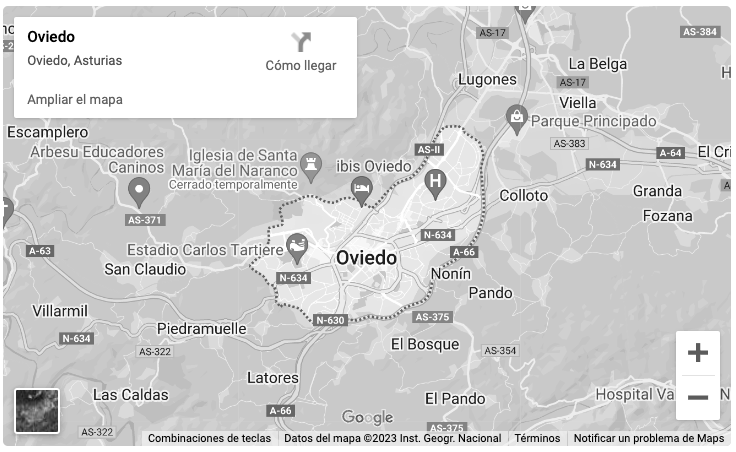 Oviedo
Oviedo, Asturias
Cómo llegar
Ampliar el mapa
AS-17
AS-384
La Belga
Lugones
AS-17
Viella
Parque Principado
Escamplero
AS-II
AS-383
Arbesu Educadores
Caninos
Iglesia de Santa
María del Naranco
Cerrado temporalmente
ibis Oviedo
H
A-64
El Cri
N-634
Colloto
Granda
Fozana
AS-371
A-63
Estadio Carlos Tartiere
N-634
A-66
San Claudio
N-634
Oviedo
Nonín
Pando
Villarmil
N-630
AS-375
Piedramuelle
N-634
AS-322
El Bosque
AS-354
Latores
Las Caldas
El Pando
Hospital Va
A-66
Google
AS-322
AS-375
Combinaciones de teclas
Datos del mapa ©2023 Inst. Geogr. Nacional
Términos
Notificar un problema de Maps